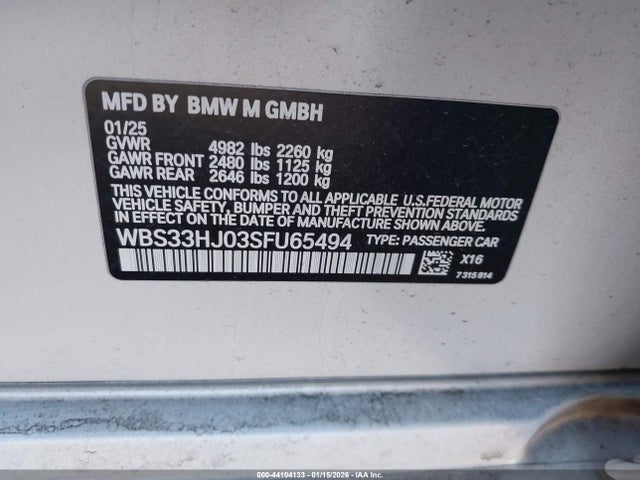 MFD BY BMW M GMBH
01/25
GVWR 4982 lbs 2260 kg
GAWR FRONT 2480 lbs 1125 kg
GAWR REAR 2646 lbs 1200 kg
THIS VEHICLE CONFORMS TO ALL APPLICABLE U.S.FEDERAL MOTOR
VEHICLE SAFETY, BUMPER AND THEFT PREVENTION STANDARDS
IN EFFECT ON THE DATE OF MANUFACTURE SHOWN ABOVE.
WBS33HJ03SFU65494 TYPE: PASSENGER CAR
X16
7315814
000-44104133 - 01/15/2026 - IAAI.COM